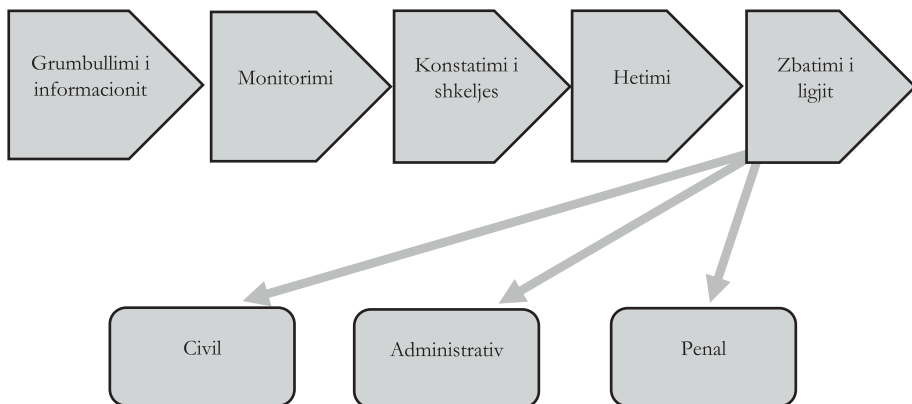 Grumbullimi i
informacionit
Monitorimi
Konstatimi i
shkeljes
Hetimi
Zbatimi i
ligjit
Civil
Administrativ
Penal